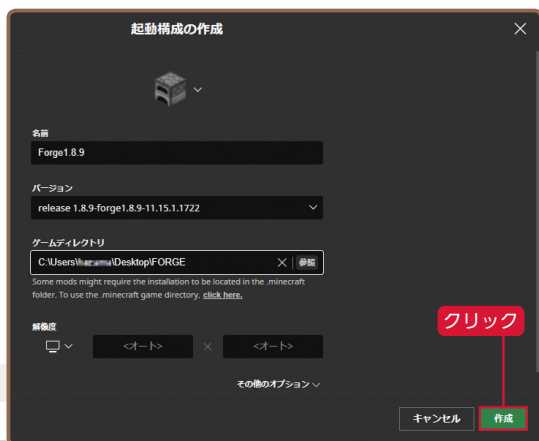 起動構成の作成
名前
Forge1.8.9
バージョン
release 1.8.9-forge1.8.9-11.15.1.1722
ゲームディレクトリ
C:\Users\ \Desktop\FORGE
参照
Some mods might require the installation to be located in the .minecraft
folder. To use the .minecraft game directory, click here.
解像度
<オート> × <オート>
クリック
その他のオプション
キャンセル 作成